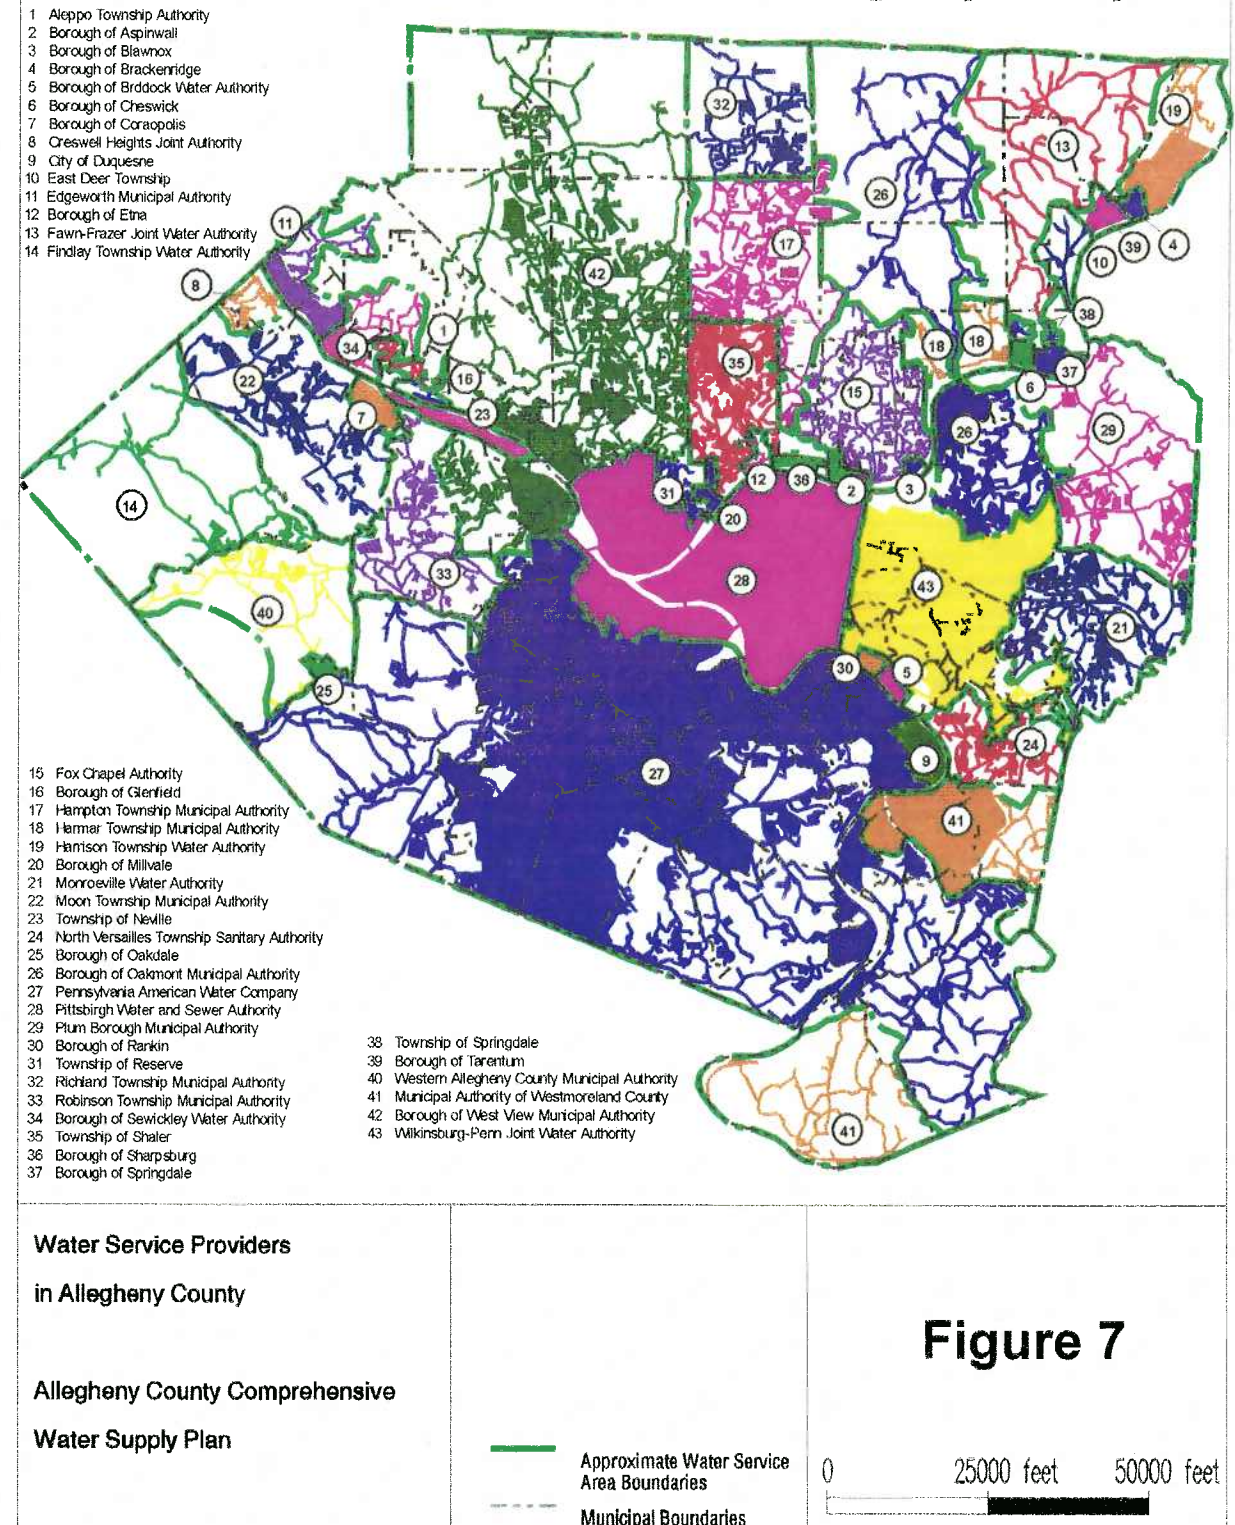 1 Aleppo Township Authority
2 Borough of Aspinwall
3 Borough of Blawnox
4 Borough of Brackenridge
5 Borough of Brddock Water Authority
6 Borough of Cheswick
7 Borough of Coraopolis
8 Creswell Heights Joint Authority
9 City of Duquesne
10 East Deer Township
11 Edgeworth Municipal Authority
12 Borough of Etna
13 Fawn-Frazer Joint Water Authority
14 Findlay Township Water Authority
32
19
13
26
11
17
4
39
10
42
8
1
38
34
18
18
35
37
16
6
22
15
7
23
26
29
12
36
31
2
3
14
20
33
28
43
40
21
30
5
25
24
9
27
41
41
15 Fox Chapel Authority
16 Borough of Glenfield
17 Hampton Township Municipal Authority
18 Harmar Township Municipal Authority
19 Harrison Township Water Authority
20 Borough of Millvale
21 Monroeville Water Authority
22 Moon Township Municipal Authority
23 Township of Neville
24 North Versailles Township Sanitary Authority
25 Borough of Oakdale
26 Borough of Oakmont Municipal Authority
27 Pennsylvania American Water Company
28 Pittsbirgh Water and Sewer Authority
29 Plum Borough Municipal Authority
30 Borough of Rankin
31 Township of Reserve
32 Richland Township Municipal Authority
33 Robinson Township Municipal Authority
34 Borough of Sewickley Water Authority
35 Township of Shaler
36 Borough of Sharpsburg
37 Borough of Springdale
38 Township of Springdale
39 Borough of Tarentum
40 Western Allegheny County Municipal Authority
41 Municipal Authority of Westmoreland County
42 Borough of West View Municipal Authority
43 Wilkinsburg-Penn Joint Water Authority
Water Service Providers
in Allegheny County
Allegheny County Comprehensive
Water Supply Plan
Approximate Water Service
Area Boundaries
Municipal Boundaries
Figure 7
0 25000 feet 50000 feet